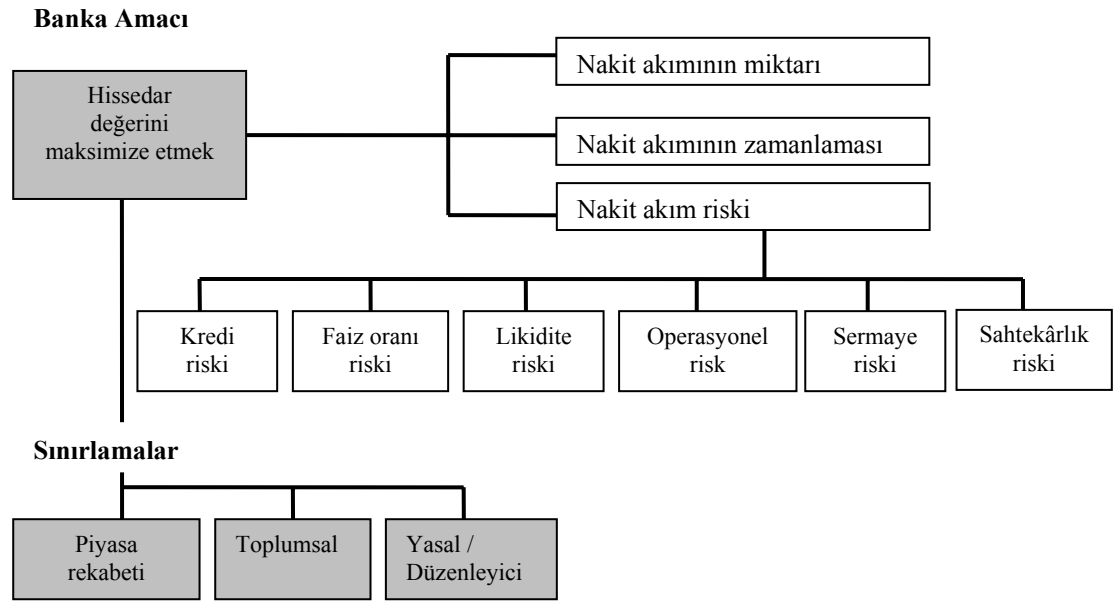 Banka Amacı
Hissedar
değerini
maksimize etmek
Nakit akımının miktarı
Nakit akımının zamanlaması
Nakit akım riski
Kredi
riski
Faiz oranı
riski
Likidite
riski
Operasyonel
risk
Sermaye
riski
Sahtekârlık
riski
Sınırlamalar
Piyasa
rekabeti
Toplumsal
Yasal /
Düzenleyici